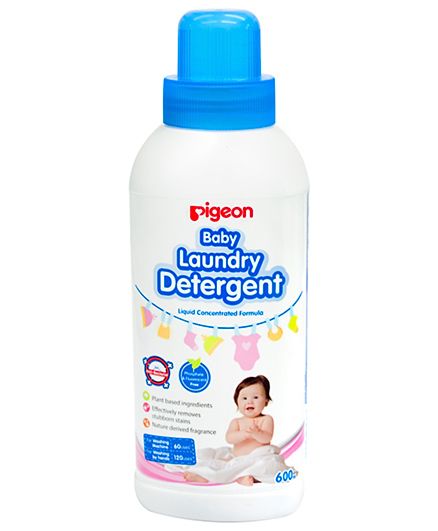 Pigeon
Baby
Laundry
Detergent
Liquid Concentrated Formula
Phosphate
& Fluorescent
Free
Plant based ingredients
Effectively removes
stubborn stains
Nature derived fragrance
For Washing
Machine 60 uses
For Washing
by hands 120 uses
600